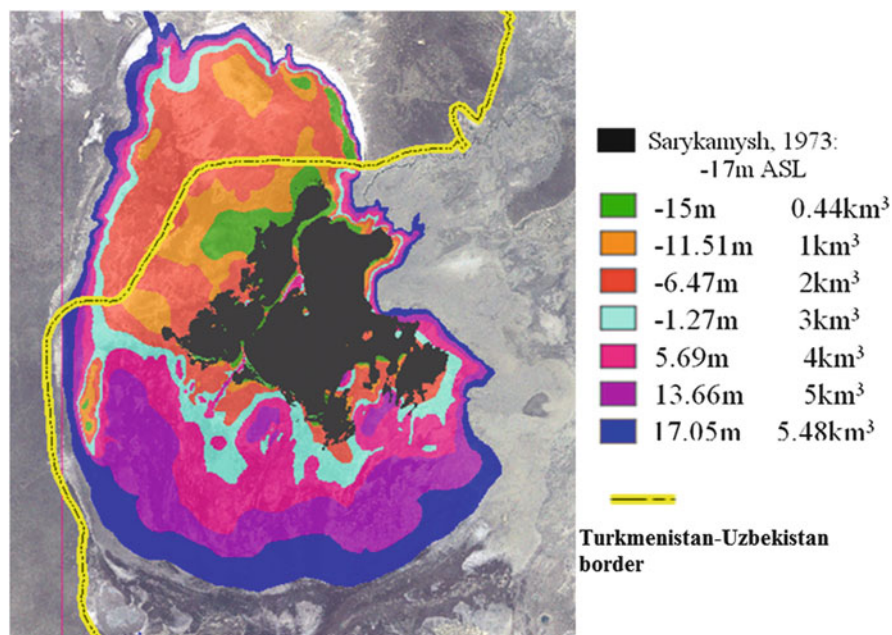 Sarykamysh, 1973:
-17m ASL
-15m 0.44km³
-11.51m 1km³
-6.47m 2km³
-1.27m 3km³
5.69m 4km³
13.66m 5km³
17.05m 5.48km³
Turkmenistan-Uzbekistan
border